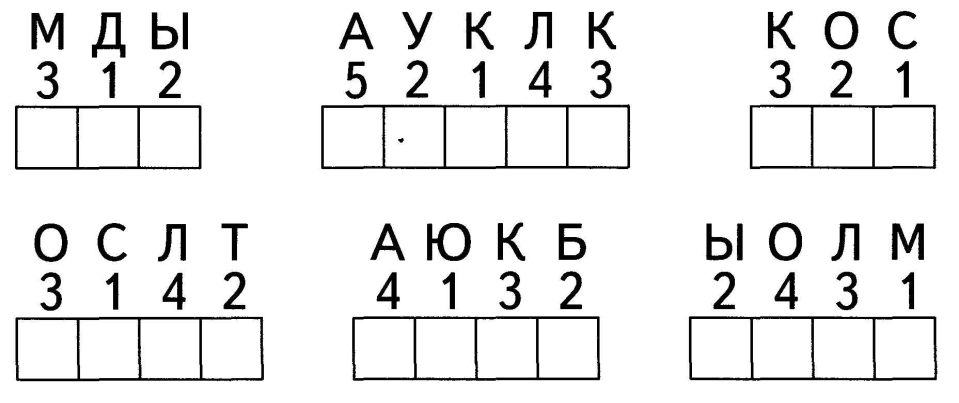 М Д Ы А У К Л К К О С
3 1 2 5 2 1 4 3 3 2 1
О С Л Т А Ю К Б Ы О Л М
3 1 4 2 4 1 3 2 2 4 3 1